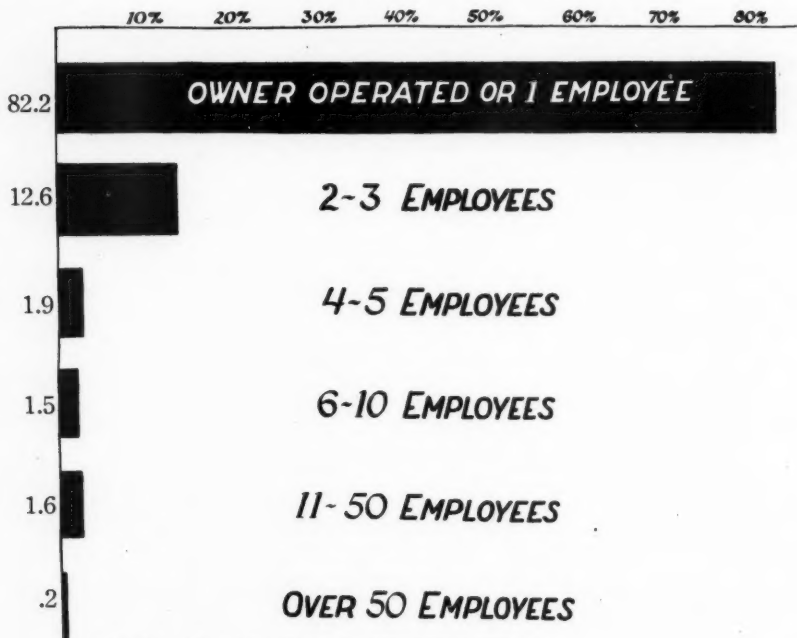 10% 20% 30% 40% 50% 60% 70% 80%
82.2 OWNER OPERATED OR 1 EMPLOYEE
12.6 2-3 EMPLOYEES
1.9 4-5 EMPLOYEES
1.5 6-10 EMPLOYEES
1.6 11-50 EMPLOYEES
.2 OVER 50 EMPLOYEES